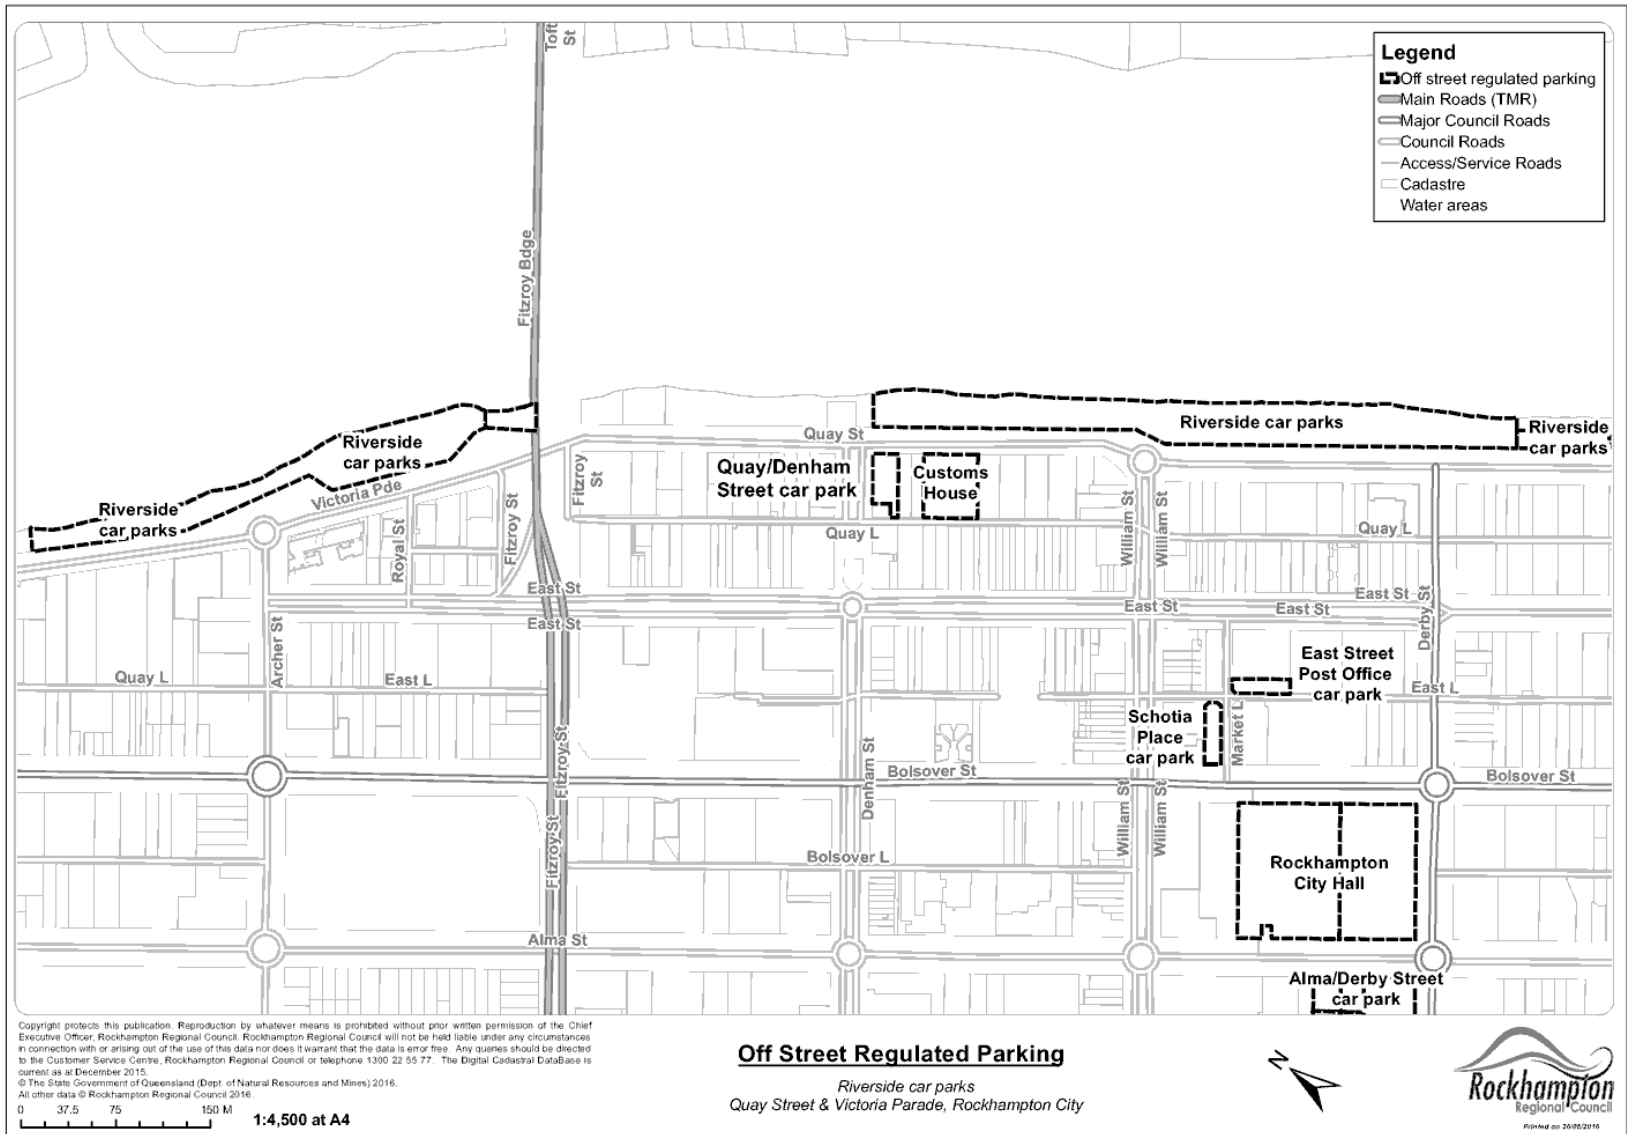 Toft
St
Legend
Off street regulated parking
Main Roads (TMR)
Major Council Roads
Council Roads
Access/Service Roads
Cadastre
Water areas
Fitzroy Bdge
Riverside
car parks
Riverside
car parks
Victoria Pde
Quay St
Riverside car parks
Riverside
car parks
Fitzroy
St
Quay/Denham
Street car park
Customs
House
Royal St
Fitzroy St
Quay L
William St
William St
Quay L
East St
East St
East St
East St
East St
Derby St
Archer St
Quay L
East L
East Street
Post Office
car park
East L
Schotia
Place
car park
Market L
Fitzroy St
Denham St
Bolsover St
Bolsover St
William St
William St
Fitzroy St
Bolsover L
Rockhampton
City Hall
Alma St
Alma/Derby Street
car park
Copyright protects this publication. Reproduction by whatever means is prohibited without prior written permission of the Chief
Executive Officer, Rockhampton Regional Council. Rockhampton Regional Council will not be held liable under any circumstances
in connection with or arising out of the use of this data nor does it warrant that the data is error free. Any queries should be directed
to the Customer Service Centre, Rockhampton Regional Council or telephone 1300 22 55 77. The Digital Cadastral DataBase is
current as at December 2015.
© The State Government of Queensland (Dept. of Natural Resources and Mines) 2016.
All other data © Rockhampton Regional Council 2016.
0 37.5 75 150 M
1:4,500 at A4
Off Street Regulated Parking
Riverside car parks
Quay Street & Victoria Parade, Rockhampton City
N
Rockhampton
Regional Council
Printed on 26/05/2016